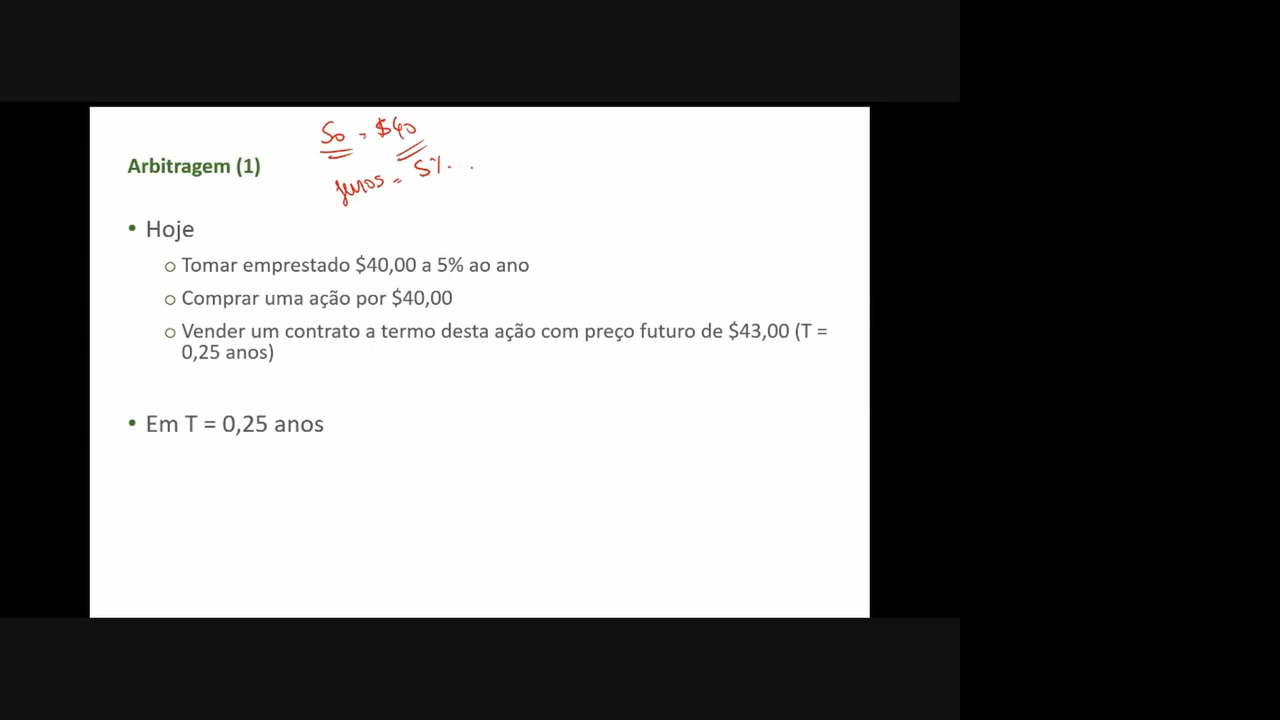 S₀ = $40
juros = 5%.
Arbitragem (1)
• Hoje
○ Tomar emprestado $40,00 a 5% ao ano
○ Comprar uma ação por $40,00
○ Vender um contrato a termo desta ação com preço futuro de $43,00 (T =
0,25 anos)
• Em T = 0,25 anos